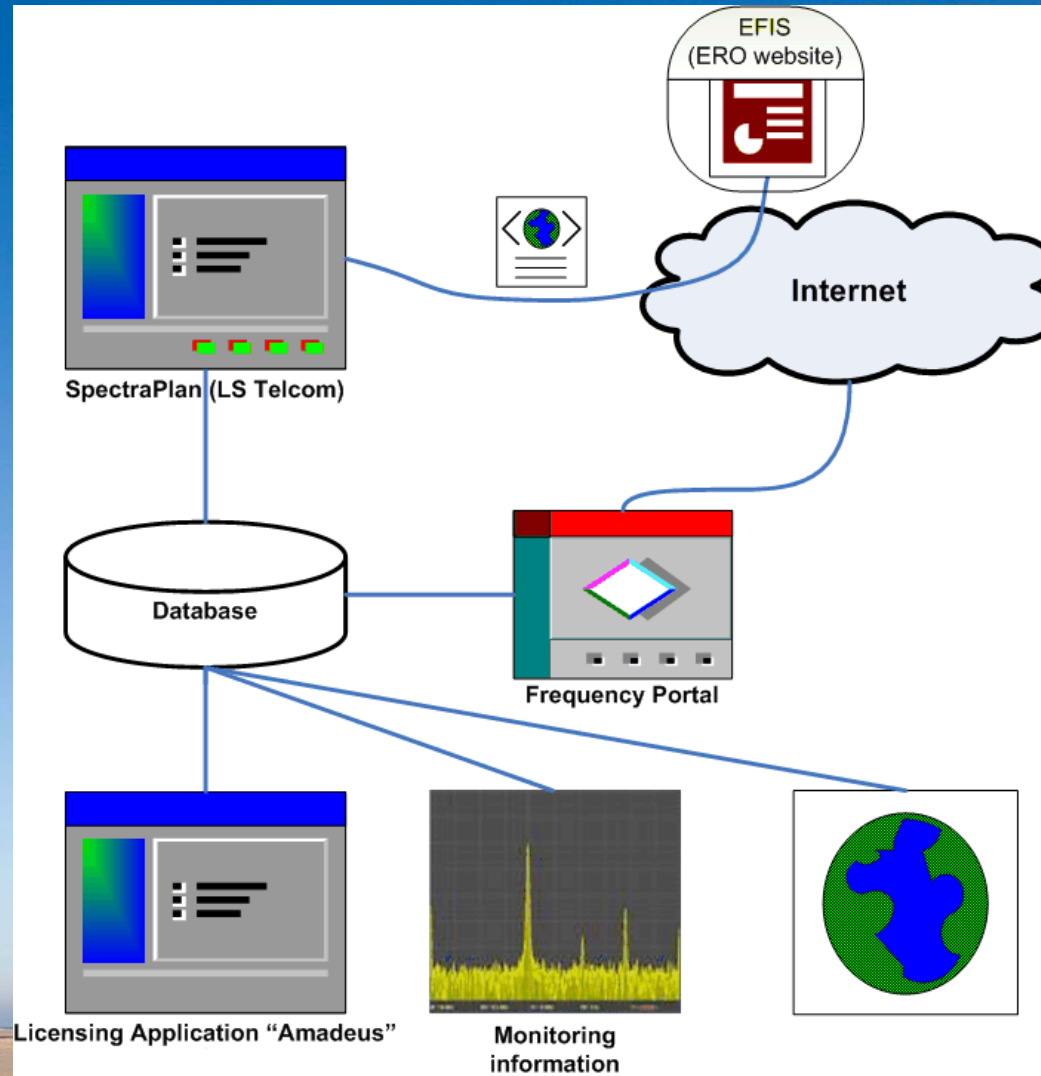 EFIS
(ERO website)
Internet
SpectraPlan (LS Telcom)
Database
Frequency Portal
Licensing Application “Amadeus”
Monitoring
information